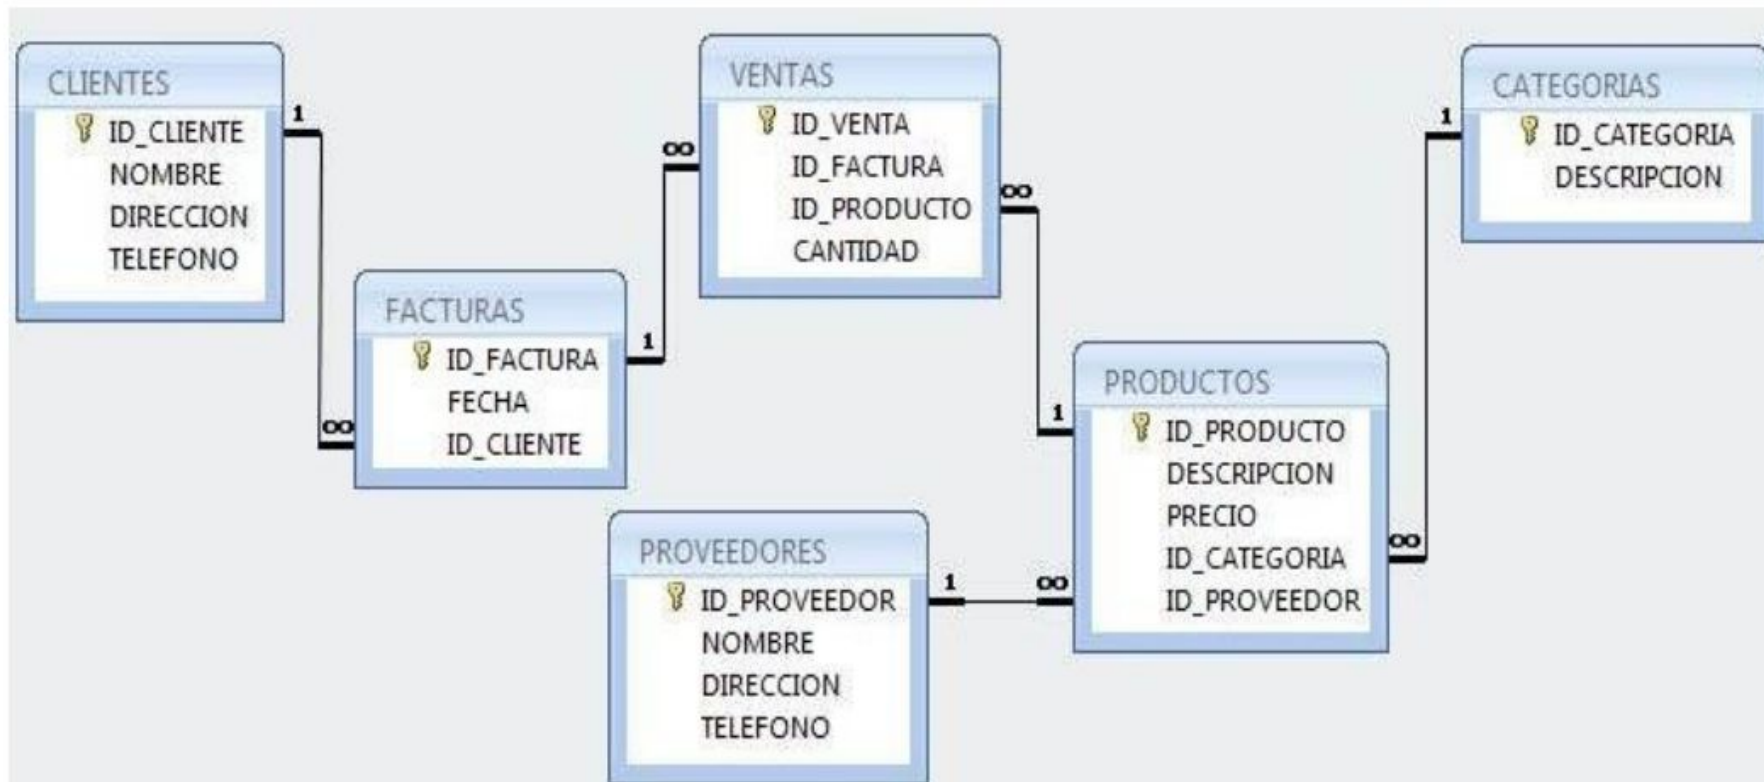 CLIENTES
ID_CLIENTE
NOMBRE
DIRECCION
TELEFONO
1
∞
FACTURAS
ID_FACTURA
FECHA
ID_CLIENTE
1
∞
VENTAS
ID_VENTA
ID_FACTURA
ID_PRODUCTO
CANTIDAD
∞
1
PRODUCTOS
ID_PRODUCTO
DESCRIPCION
PRECIO
ID_CATEGORIA
ID_PROVEEDOR
∞
1
CATEGORIAS
ID_CATEGORIA
DESCRIPCION
PROVEEDORES
ID_PROVEEDOR
NOMBRE
DIRECCION
TELEFONO
1
∞